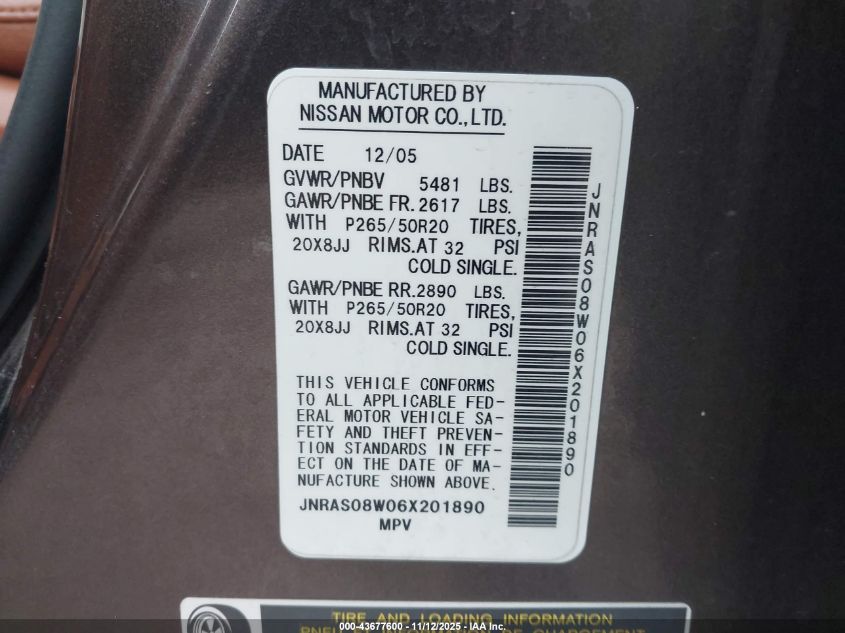 MANUFACTURED BY
NISSAN MOTOR CO.,LTD.
DATE 12/05
GVWR/PNBV 5481 LBS.
GAWR/PNBE FR. 2617 LBS.
WITH P265/50R20 TIRES,
20X8JJ RIMS.AT 32 PSI
COLD SINGLE.
GAWR/PNBE RR. 2890 LBS.
WITH P265/50R20 TIRES,
20X8JJ RIMS.AT 32 PSI
COLD SINGLE.
THIS VEHICLE CONFORMS
TO ALL APPLICABLE FED-
ERAL MOTOR VEHICLE SA-
FETY AND THEFT PREVEN-
TION STANDARDS IN EFF-
ECT ON THE DATE OF MA-
NUFACTURE SHOWN ABOVE.
JNRAS08W06X201890
MPV
JNRAS08W06X201890
TIRE AND LOADING INFORMATION
000-43677600 - 11/12/2025 - IAA Inc.